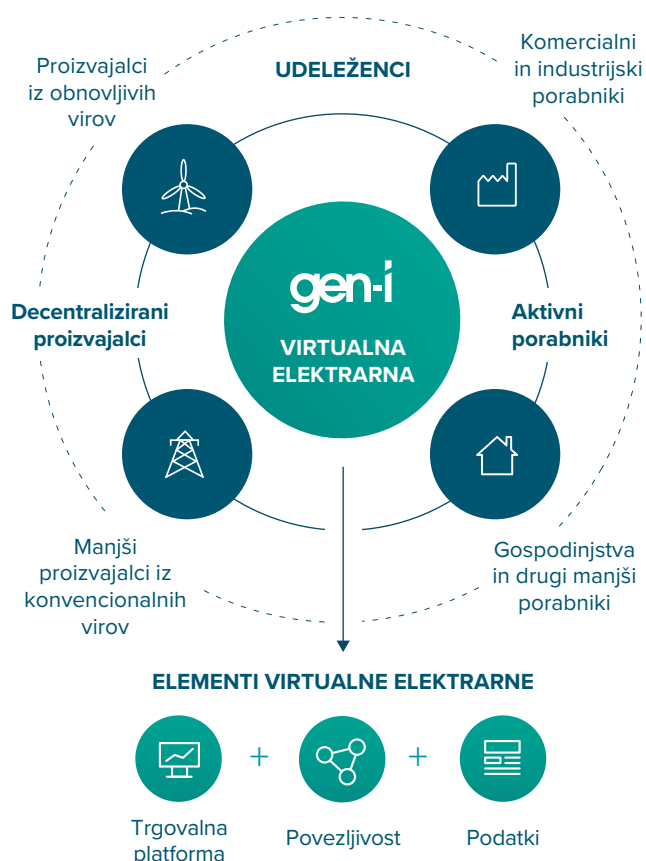 UDELEŽENCI
Proizvajalci
iz obnovljivih
virov
Komercialni
in industrijski
porabniki
gen-i
VIRTUALNA
ELEKTRARNA
Decentralizirani
proizvajalci
Aktivni
porabniki
Manjši
proizvajalci iz
konvencionalnih
virov
Gospodinjstva
in drugi manjši
porabniki
ELEMENTI VIRTUALNE ELEKTRARNE
+
+
Trgovalna
platforma
Povezljivost
Podatki